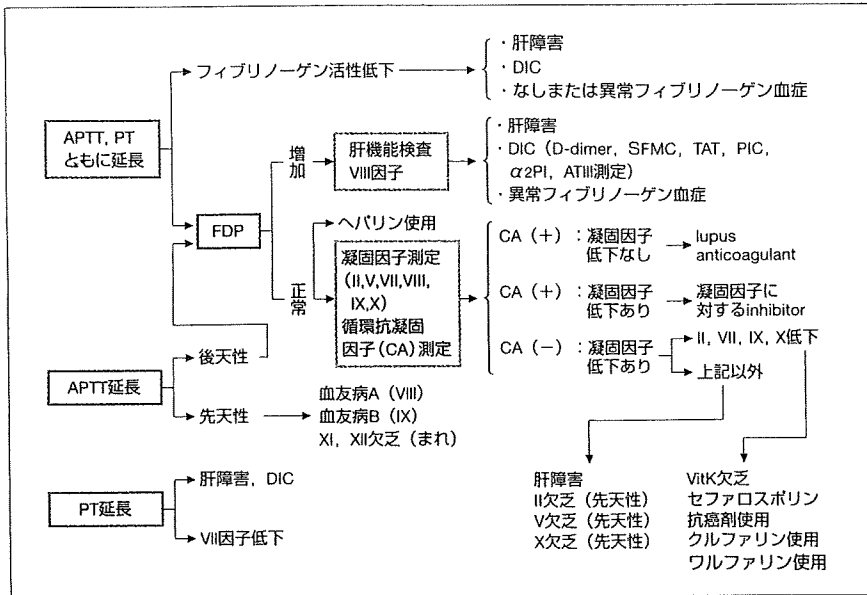 フィブリノーゲン活性低下
・肝障害
・DIC
・なしまたは異常フィブリノーゲン血症
APTT, PT
ともに延長
FDP
増加
肝機能検査
VIII因子
・肝障害
・DIC（D-dimer, SFMC, TAT, PIC,
α2PI, ATIII測定）
・異常フィブリノーゲン血症
正常
ヘパリン使用
凝固因子測定
(II,V,VII,VIII,
IX,X)
循環抗凝固
因子(CA)測定
CA（＋）：凝固因子
低下なし
lupus
anticoagulant
CA（＋）：凝固因子
低下あり
凝固因子に
対するinhibitor
CA（－）：凝固因子
低下あり
II, VII, IX, X低下
上記以外
APTT延長
後天性
先天性
血友病A（VIII）
血友病B（IX）
XI, XII欠乏（まれ）
PT延長
肝障害, DIC
VII因子低下
肝障害
II欠乏（先天性）
V欠乏（先天性）
X欠乏（先天性）
VitK欠乏
セファロスポリン
抗癌剤使用
クルファリン使用
ワルファリン使用